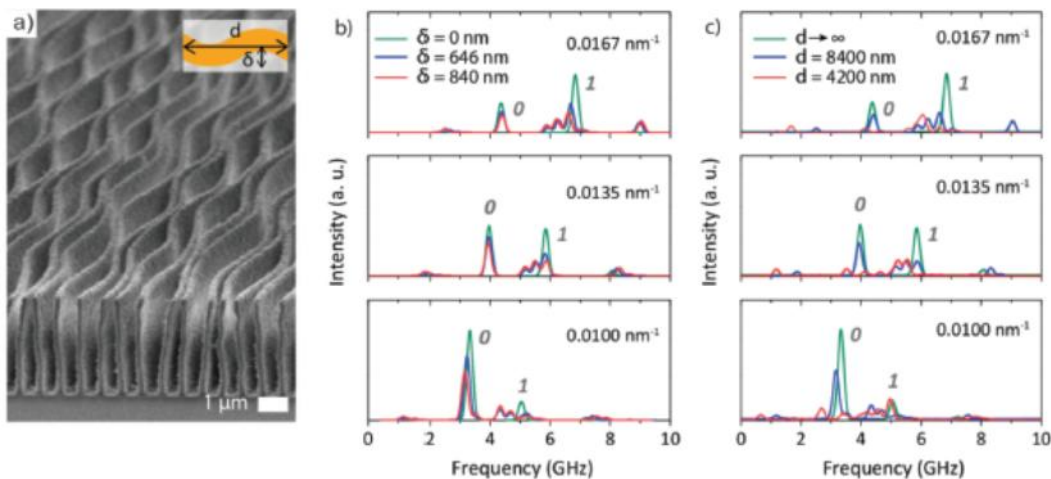 a)
d
δ
1 μm
b)
δ = 0 nm
δ = 646 nm
δ = 840 nm
0.0167 nm⁻¹
0
1
0.0135 nm⁻¹
0
1
0.0100 nm⁻¹
0
1
Intensity (a. u.)
0 2 4 6 8 10
Frequency (GHz)
c)
d → ∞
d = 8400 nm
d = 4200 nm
0.0167 nm⁻¹
0
1
0.0135 nm⁻¹
0
1
0.0100 nm⁻¹
0
1
Intensity (a. u.)
0 2 4 6 8 10
Frequency (GHz)